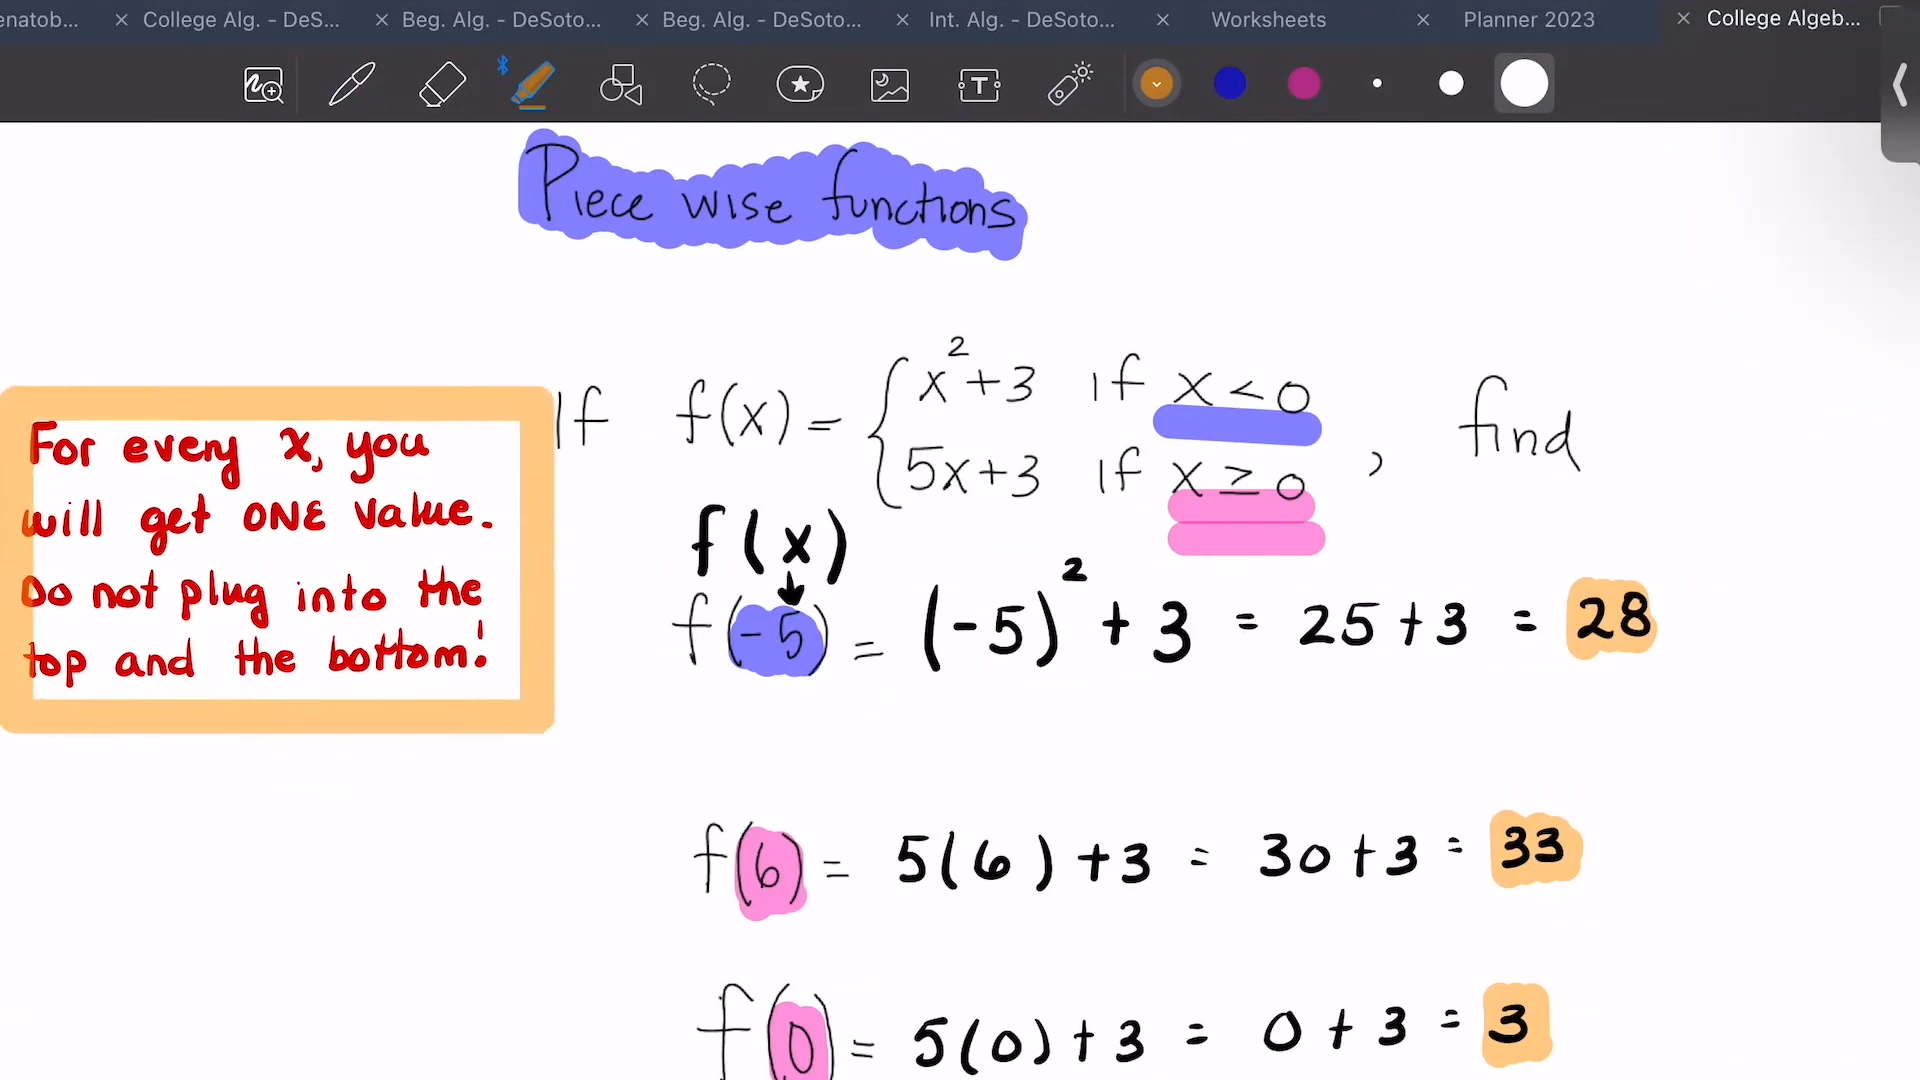 enatob...
× College Alg. - DeS...
× Beg. Alg. - DeSoto...
× Beg. Alg. - DeSoto...
× Int. Alg. - DeSoto...
× Worksheets
× Planner 2023
× College Algeb...
Piece wise functions
If f(x) = { x²+3 if x < 0
5x+3 if x ≥ 0 , find
For every x, you
will get ONE value.
Do not plug into the
top and the bottom!
f(x)
f(-5) = (-5)² + 3 = 25 + 3 = 28
f(6) = 5(6) + 3 = 30 + 3 = 33
f(0) = 5(0) + 3 = 0 + 3 = 3